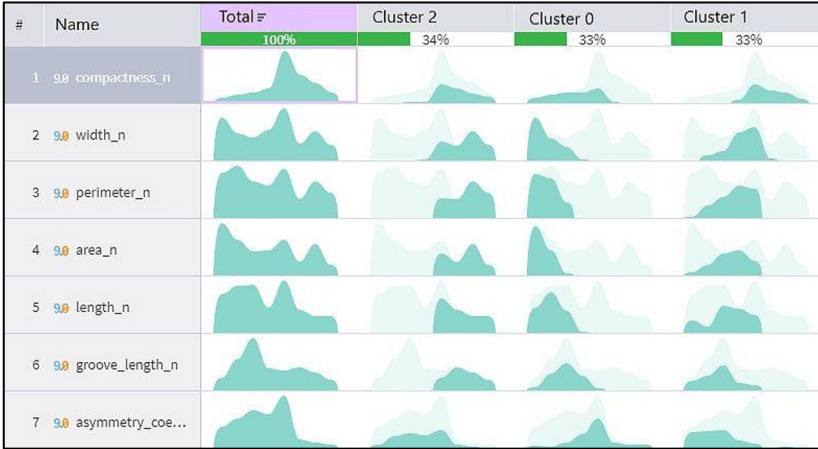 # Name Total Cluster 2 Cluster 0 Cluster 1
100% 34% 33% 33%
1 9.0 compactness_n
2 9.0 width_n
3 9.0 perimeter_n
4 9.0 area_n
5 9.0 length_n
6 9.0 groove_length_n
7 9.0 asymmetry_coe...